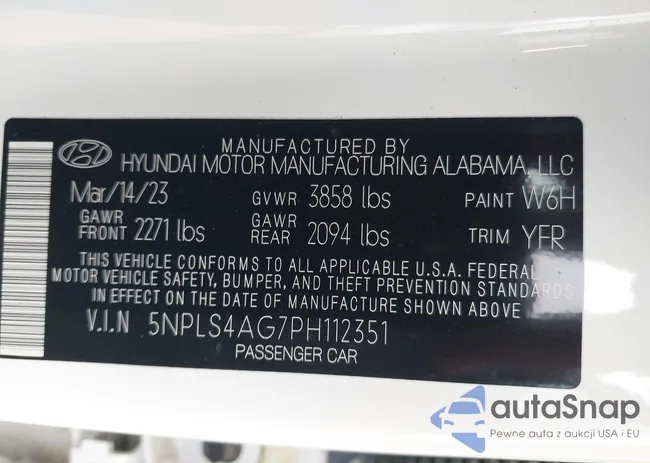 MANUFACTURED BY
HYUNDAI MOTOR MANUFACTURING ALABAMA, LLC
Mar/14/23 GVWR 3858 lbs PAINT W6H
GAWR FRONT 2271 lbs GAWR REAR 2094 lbs TRIM YFR
THIS VEHICLE CONFORMS TO ALL APPLICABLE U.S.A. FEDERAL
MOTOR VEHICLE SAFETY, BUMPER, AND THEFT PREVENTION STANDARDS
IN EFFECT ON THE DATE OF MANUFACTURE SHOWN ABOVE
V.I.N 5NPLS4AG7PH112351
PASSENGER CAR
autaSnap
Pewne auta z aukcji USA i EU